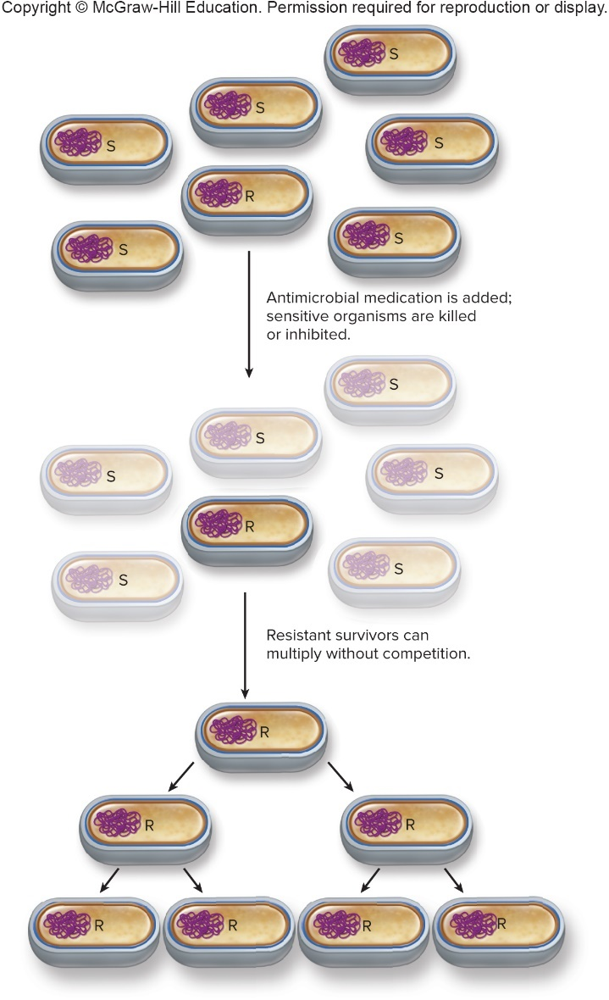 Copyright © McGraw-Hill Education. Permission required for reproduction or display.
S
S
S
S
R
S
S
Antimicrobial medication is added;
sensitive organisms are killed
or inhibited.
S
S
S
S
R
S
S
Resistant survivors can
multiply without competition.
R
R R
R R R R